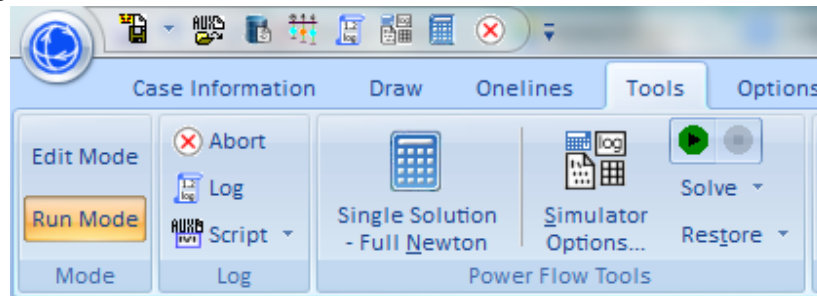 Case Information Draw Onelines Tools Options
Edit Mode
Run Mode
Mode
Abort
Log
Script
Log
Single Solution
- Full Newton
Simulator
Options...
Solve
Restore
Power Flow Tools